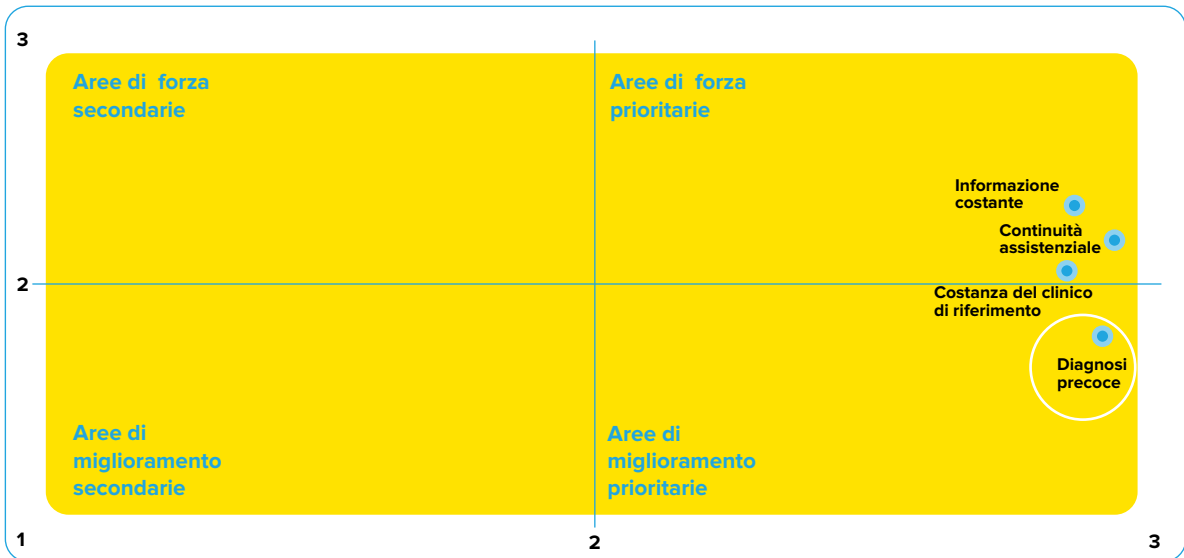 3
Aree di forza
secondarie
Aree di forza
prioritarie
Informazione
costante
Continuità
assistenziale
2
Costanza del clinico
di riferimento
Diagnosi
precoce
Aree di
miglioramento
secondarie
Aree di
miglioramento
prioritarie
1
2
3